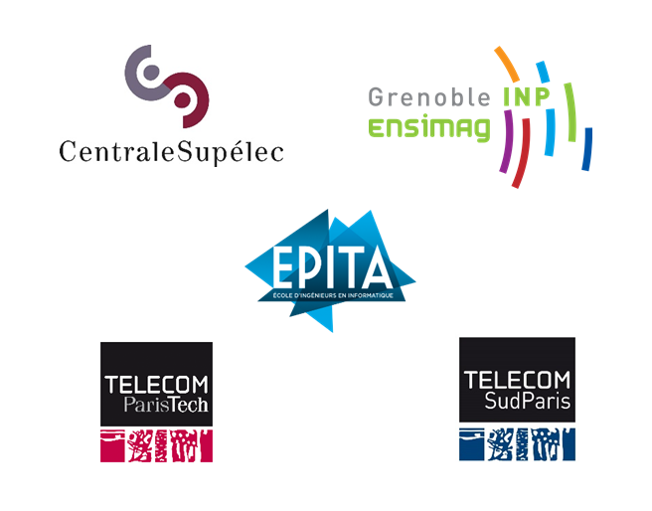 CentraleSupélec
Grenoble INP
ENSIMAG
EPITA
ÉCOLE D'INGÉNIEURS EN INFORMATIQUE
TELECOM
ParisTech
TELECOM
SudParis